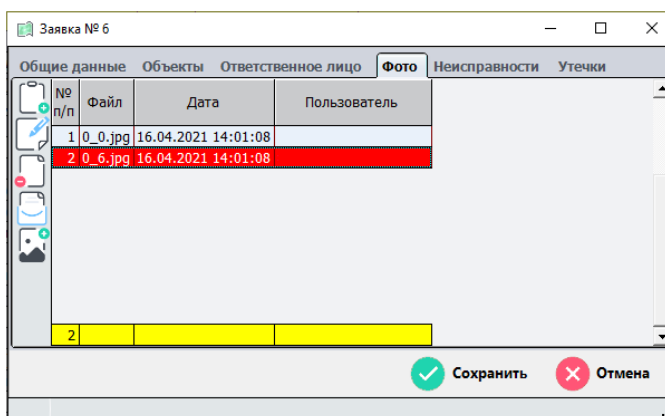 Заявка № 6
Общие данные Объекты Ответственное лицо Фото Неисправности Утечки
№ п/п Файл Дата Пользователь
1 0_0.jpg 16.04.2021 14:01:08
2 0_6.jpg 16.04.2021 14:01:08
2
Сохранить Отмена